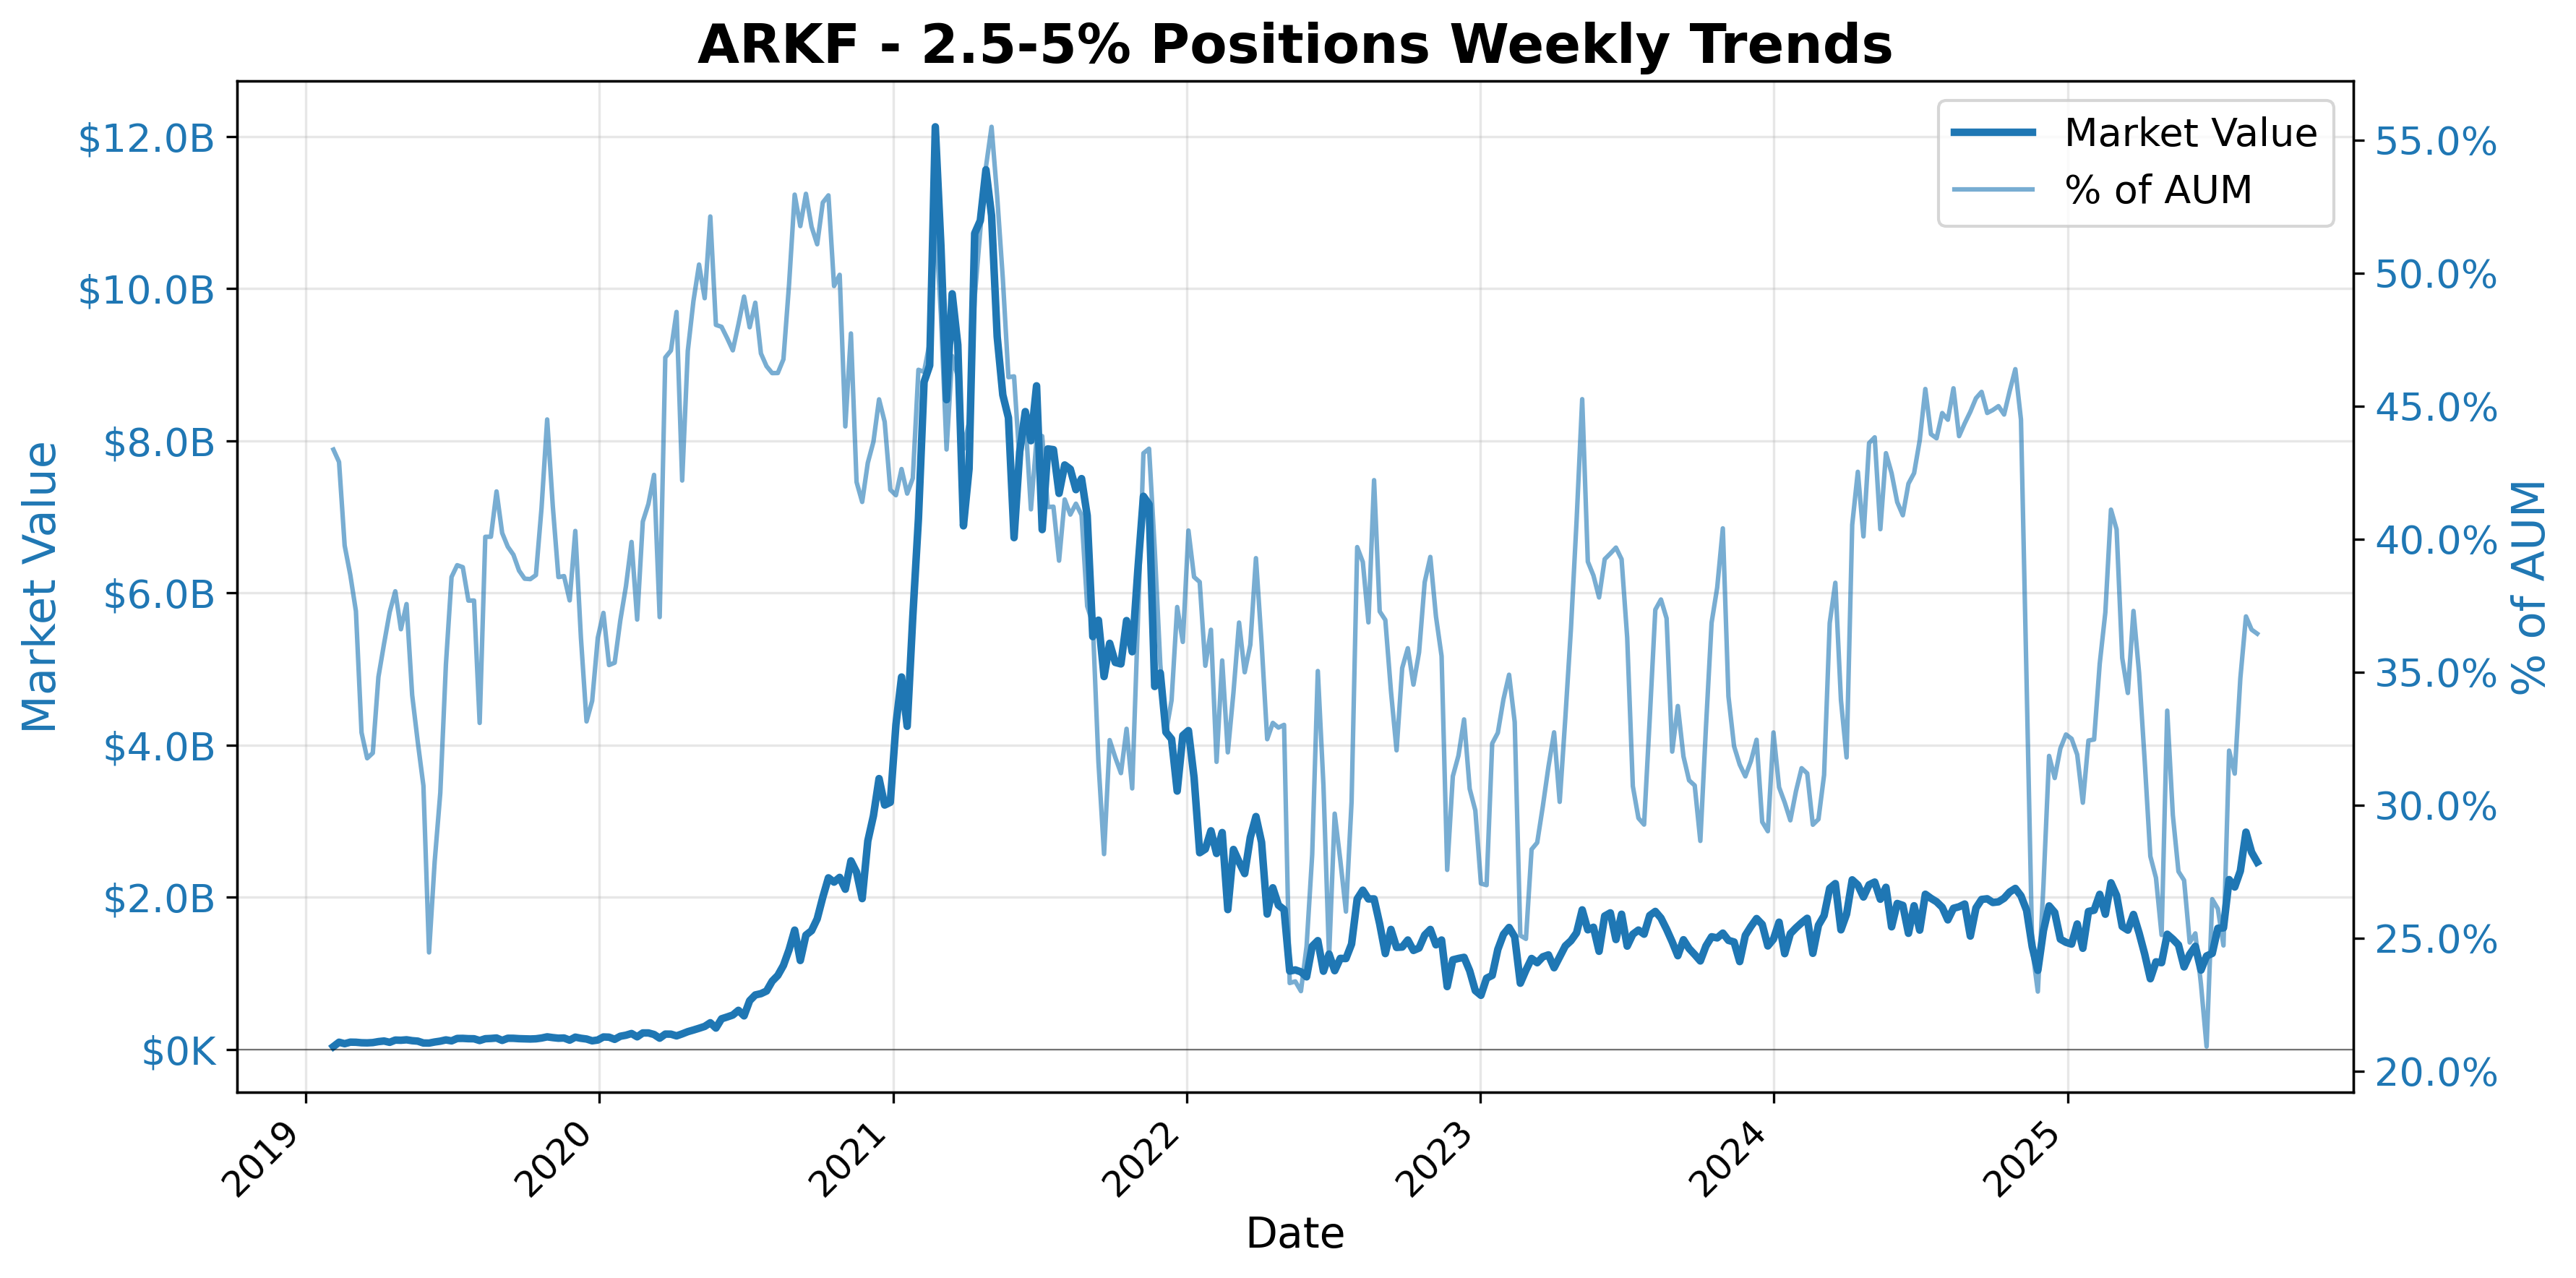 ARKF - 2.5-5% Positions Weekly Trends
Market Value
% of AUM
$12.0B
$10.0B
$8.0B
$6.0B
$4.0B
$2.0B
$0K
Market Value
55.0%
50.0%
45.0%
40.0%
35.0%
30.0%
25.0%
20.0%
% of AUM
2019
2020
2021
2022
2023
2024
2025
Date